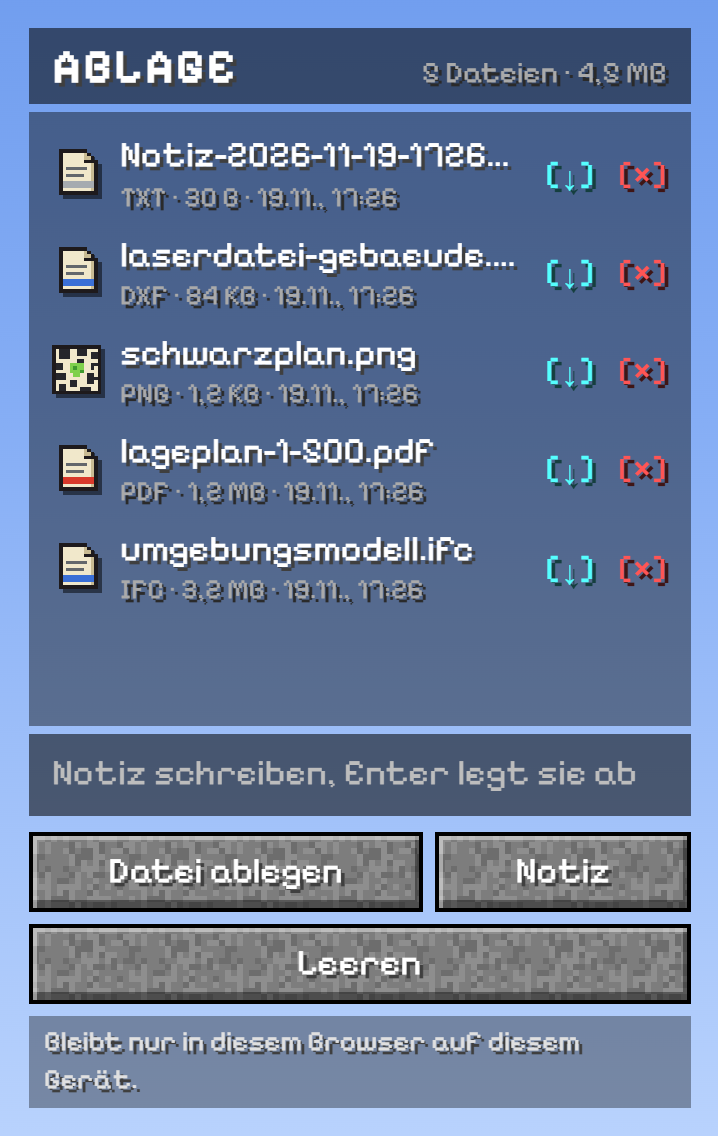 ABLAGE
5 Dateien · 4,5 MB
Notiz-2026-11-19-1726...
TXT · 30 B · 19.11., 17:26
(↓) (×)
laserdatei-gebaeude....
DXF · 84 KB · 19.11., 17:26
(↓) (×)
schwarzplan.png
PNG · 1,2 KB · 19.11., 17:26
(↓) (×)
lageplan-1-500.pdf
PDF · 1,2 MB · 19.11., 17:26
(↓) (×)
umgebungsmodell.ifc
IFC · 3,2 MB · 19.11., 17:26
(↓) (×)
Notiz schreiben, Enter legt sie ab
Datei ablegen
Notiz
Leeren
Bleibt nur in diesem Browser auf diesem
Gerät.